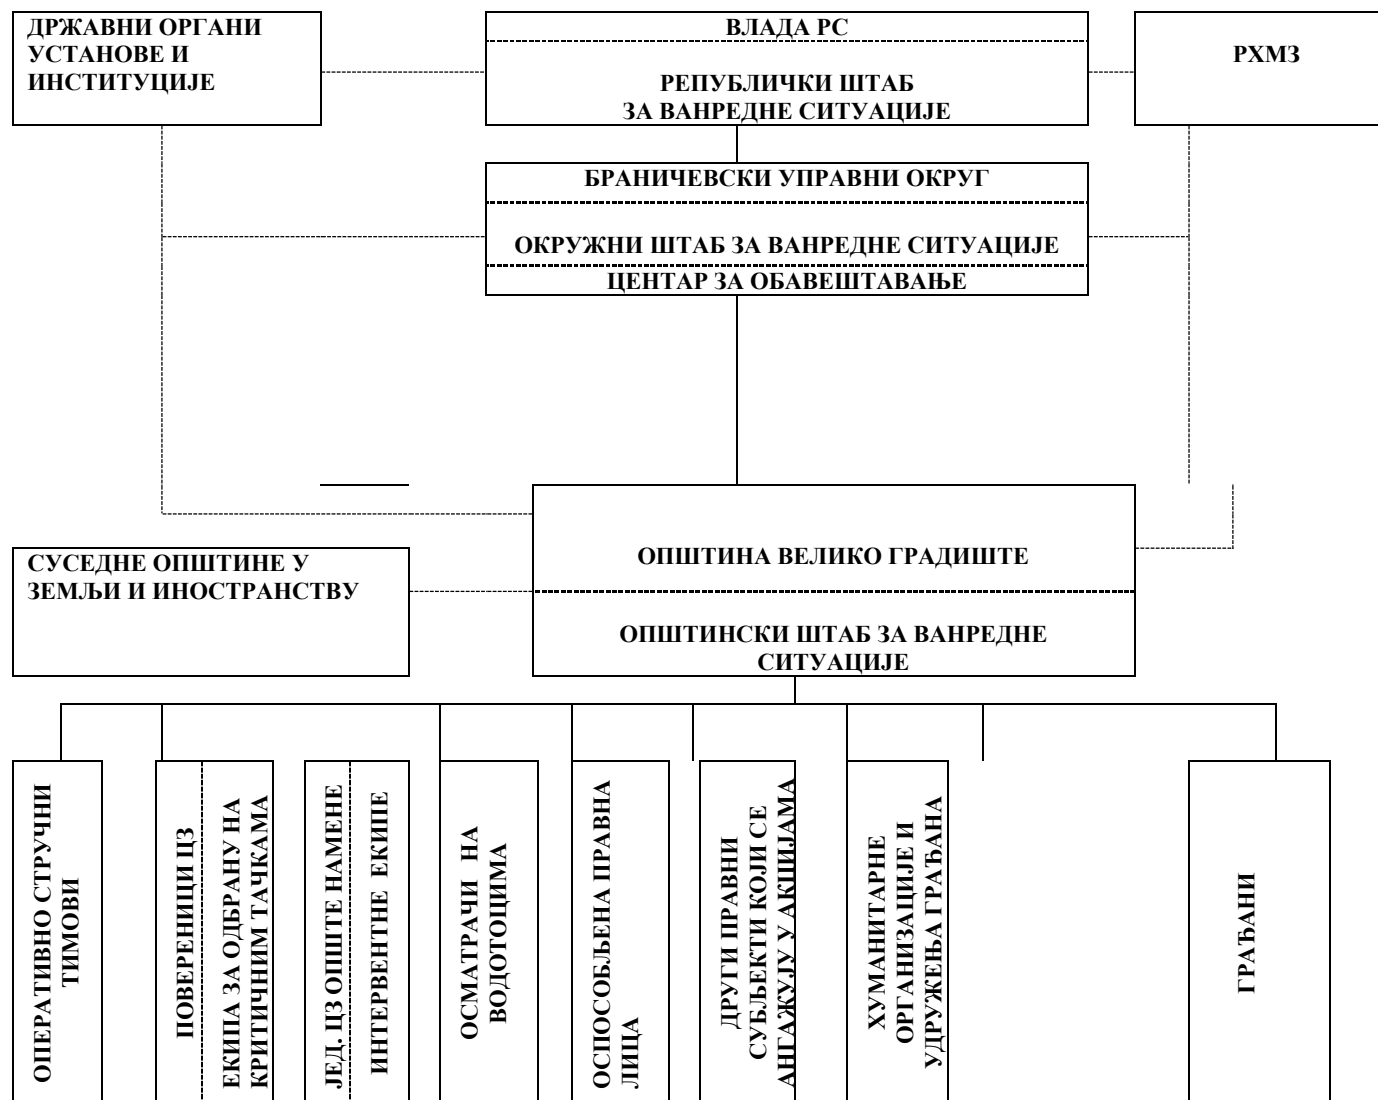 ДРЖАВНИ ОРГАНИ
УСТАНОВЕ И
ИНСТИТУЦИЈЕ
ВЛАДА РС
РЕПУБЛИЧКИ ШТАБ
ЗА ВАНРЕДНЕ СИТУАЦИЈЕ
РХМЗ
БРАНИЧЕВСКИ УПРАВНИ ОКРУГ
ОКРУЖНИ ШТАБ ЗА ВАНРЕДНЕ СИТУАЦИЈЕ
ЦЕНТАР ЗА ОБАВЕШТАВАЊЕ
СУСЕДНЕ ОПШТИНЕ У
ЗЕМЉИ И ИНОСТРАНСТВУ
ОПШТИНА ВЕЛИКО ГРАДИШТЕ
ОПШТИНСКИ ШТАБ ЗА ВАНРЕДНЕ
СИТУАЦИЈЕ
ОПЕРАТИВНО СТРУЧНИ
ТИМОВИ
ПОВЕРЕНИЦИ ЦЗ
ЕКИПА ЗА ОДБРАНУ НА
КРИТИЧНИМ ТАЧКАМА
ЈЕД. ЦЗ ОПШТЕ НАМЕНЕ
ИНТЕРВЕНТНЕ ЕКИПЕ
ОСМАТРАЧИ НА
ВОДОТОЦИМА
ОСПОСОБЉЕНА ПРАВНА
ЛИЦА
ДРУГИ ПРАВНИ
СУБЉЕКТИ КОЈИ СЕ
АНГАЖУЈУ У АКЦИЈАМА
ХУМАНИТАРНЕ
ОРГАНИЗАЦИЈЕ И
УДРУЖЕЊА ГРАЂАНА
ГРАЂАНИ